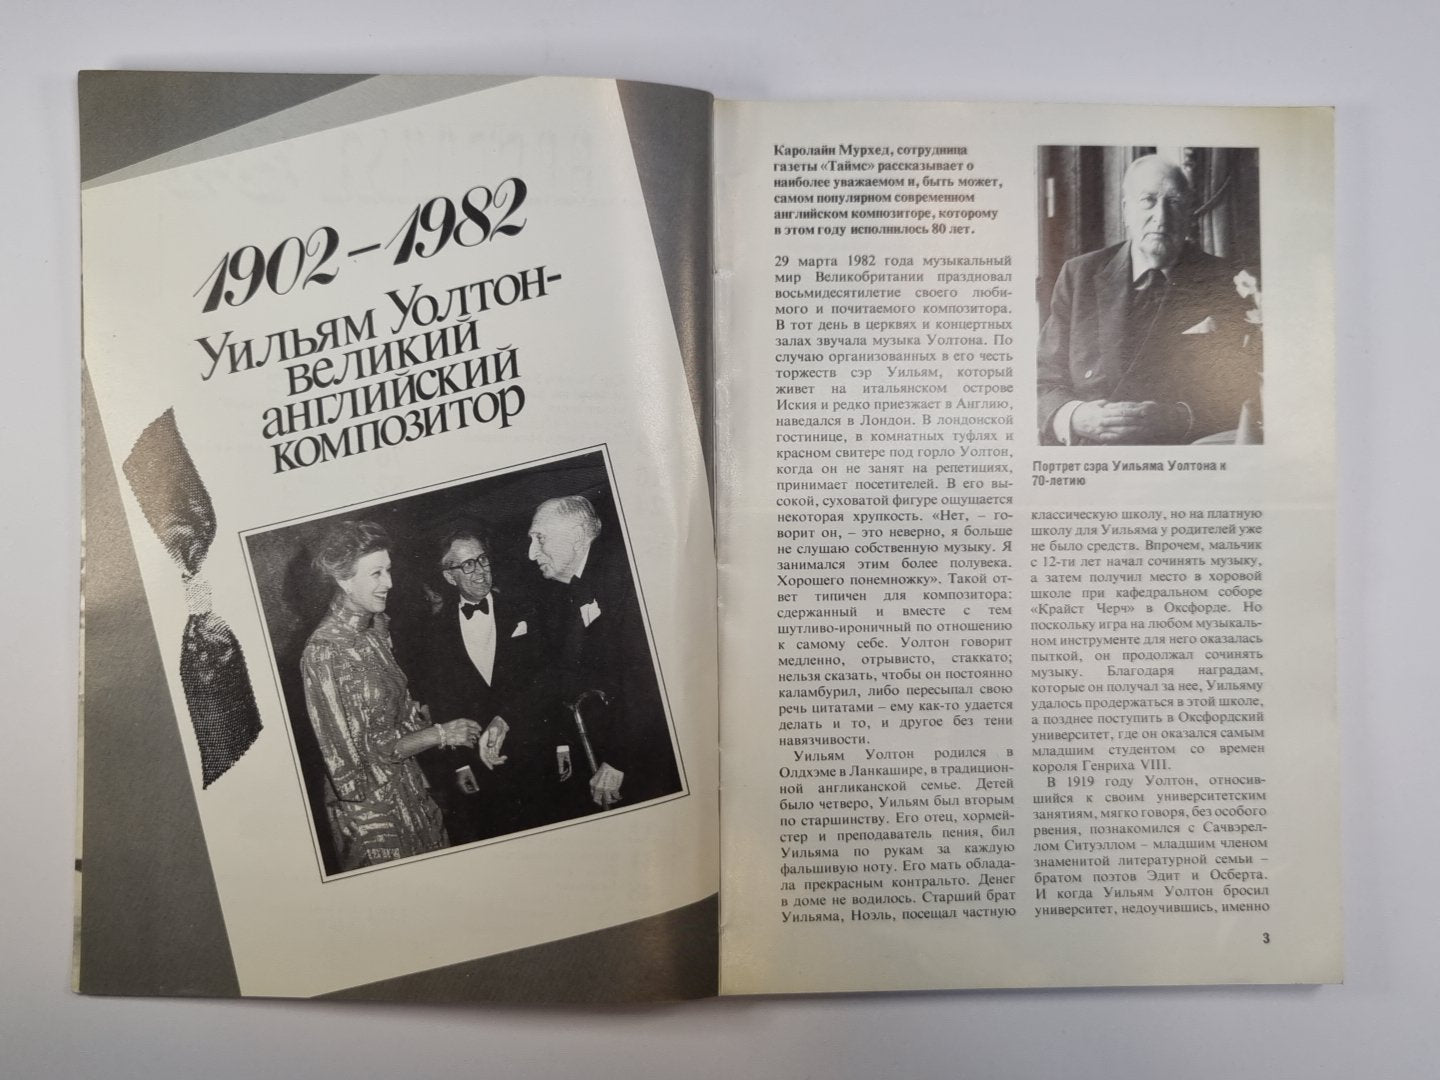 1902–1982
Уильям Уолтон-
великий
английский
композитор
Каролайн Мурхед, сотрудница
газеты «Таймс» рассказывает о
наиболее уважаемом и, быть может,
самом популярном современном
английском композиторе, которому
в этом году исполнилось 80 лет.
29 марта 1982 года музыкальный
мир Великобритании праздновал
восьмидесятилетие своего люби-
мого и почитаемого композитора.
В тот день в церквях и концертных
залах звучала музыка Уолтона. По
случаю организованных в его честь
торжеств сэр Уильям, который
живет на итальянском острове
Иския и редко приезжает в Англию,
наведался в Лондон. В лондонской
гостинице, в комнатных туфлях и
красном свитере под горло Уолтон,
когда он не занят на репетициях,
принимает посетителей. В его вы-
сокой, суховатой фигуре ощущается
некоторая хрупкость. «Нет, – го-
ворит он, – это неверно, я больше
не слушаю собственную музыку. Я
занимался этим более полувека.
Хорошего понемножку». Такой от-
вет типичен для композитора:
сдержанный и вместе с тем
шутливо-ироничный по отношению
к самому себе. Уолтон говорит
медленно, отрывисто, стаккато;
нельзя сказать, чтобы он постоянно
каламбурил, либо пересыпал свою
речь цитатами – ему как-то удается
делать и то, и другое без тени
навязчивости.
Уильям Уолтон родился в
Олдхэме в Ланкашире, в традицион-
ной англиканской семье. Детей
было четверо, Уильям был вторым
по старшинству. Его отец, хормей-
стер и преподаватель пения, бил
Уильяма по рукам за каждую
фальшивую ноту. Его мать облада-
ла прекрасным контральто. Денег
в доме не водилось. Старший брат
Уильяма, Ноэль, посещал частную
Портрет сэра Уильяма Уолтона к
70-летию
классическую школу, но на платную
школу для Уильяма у родителей уже
не было средств. Впрочем, мальчик
с 12-ти лет начал сочинять музыку,
а затем получил место в хоровой
школе при кафедральном соборе
«Крайст Черч» в Оксфорде. Но
поскольку игра на любом музыкаль-
ном инструменте для него оказалась
пыткой, он продолжал сочинять
музыку. Благодаря наградам,
которые он получал за нее, Уильяму
удалось продержаться в этой школе,
а позднее поступить в Оксфордский
университет, где он оказался самым
младшим студентом со времен
короля Генриха VIII.
В 1919 году Уолтон, относив-
шийся к своим университетским
занятиям, мягко говоря, без особого
рвения, познакомился с Сачвэрел-
лом Ситуэллом – младшим членом
знаменитой литературной семьи –
братом поэтов Эдит и Осберта.
И когда Уильям Уолтон бросил
университет, недоучившись, именно
3